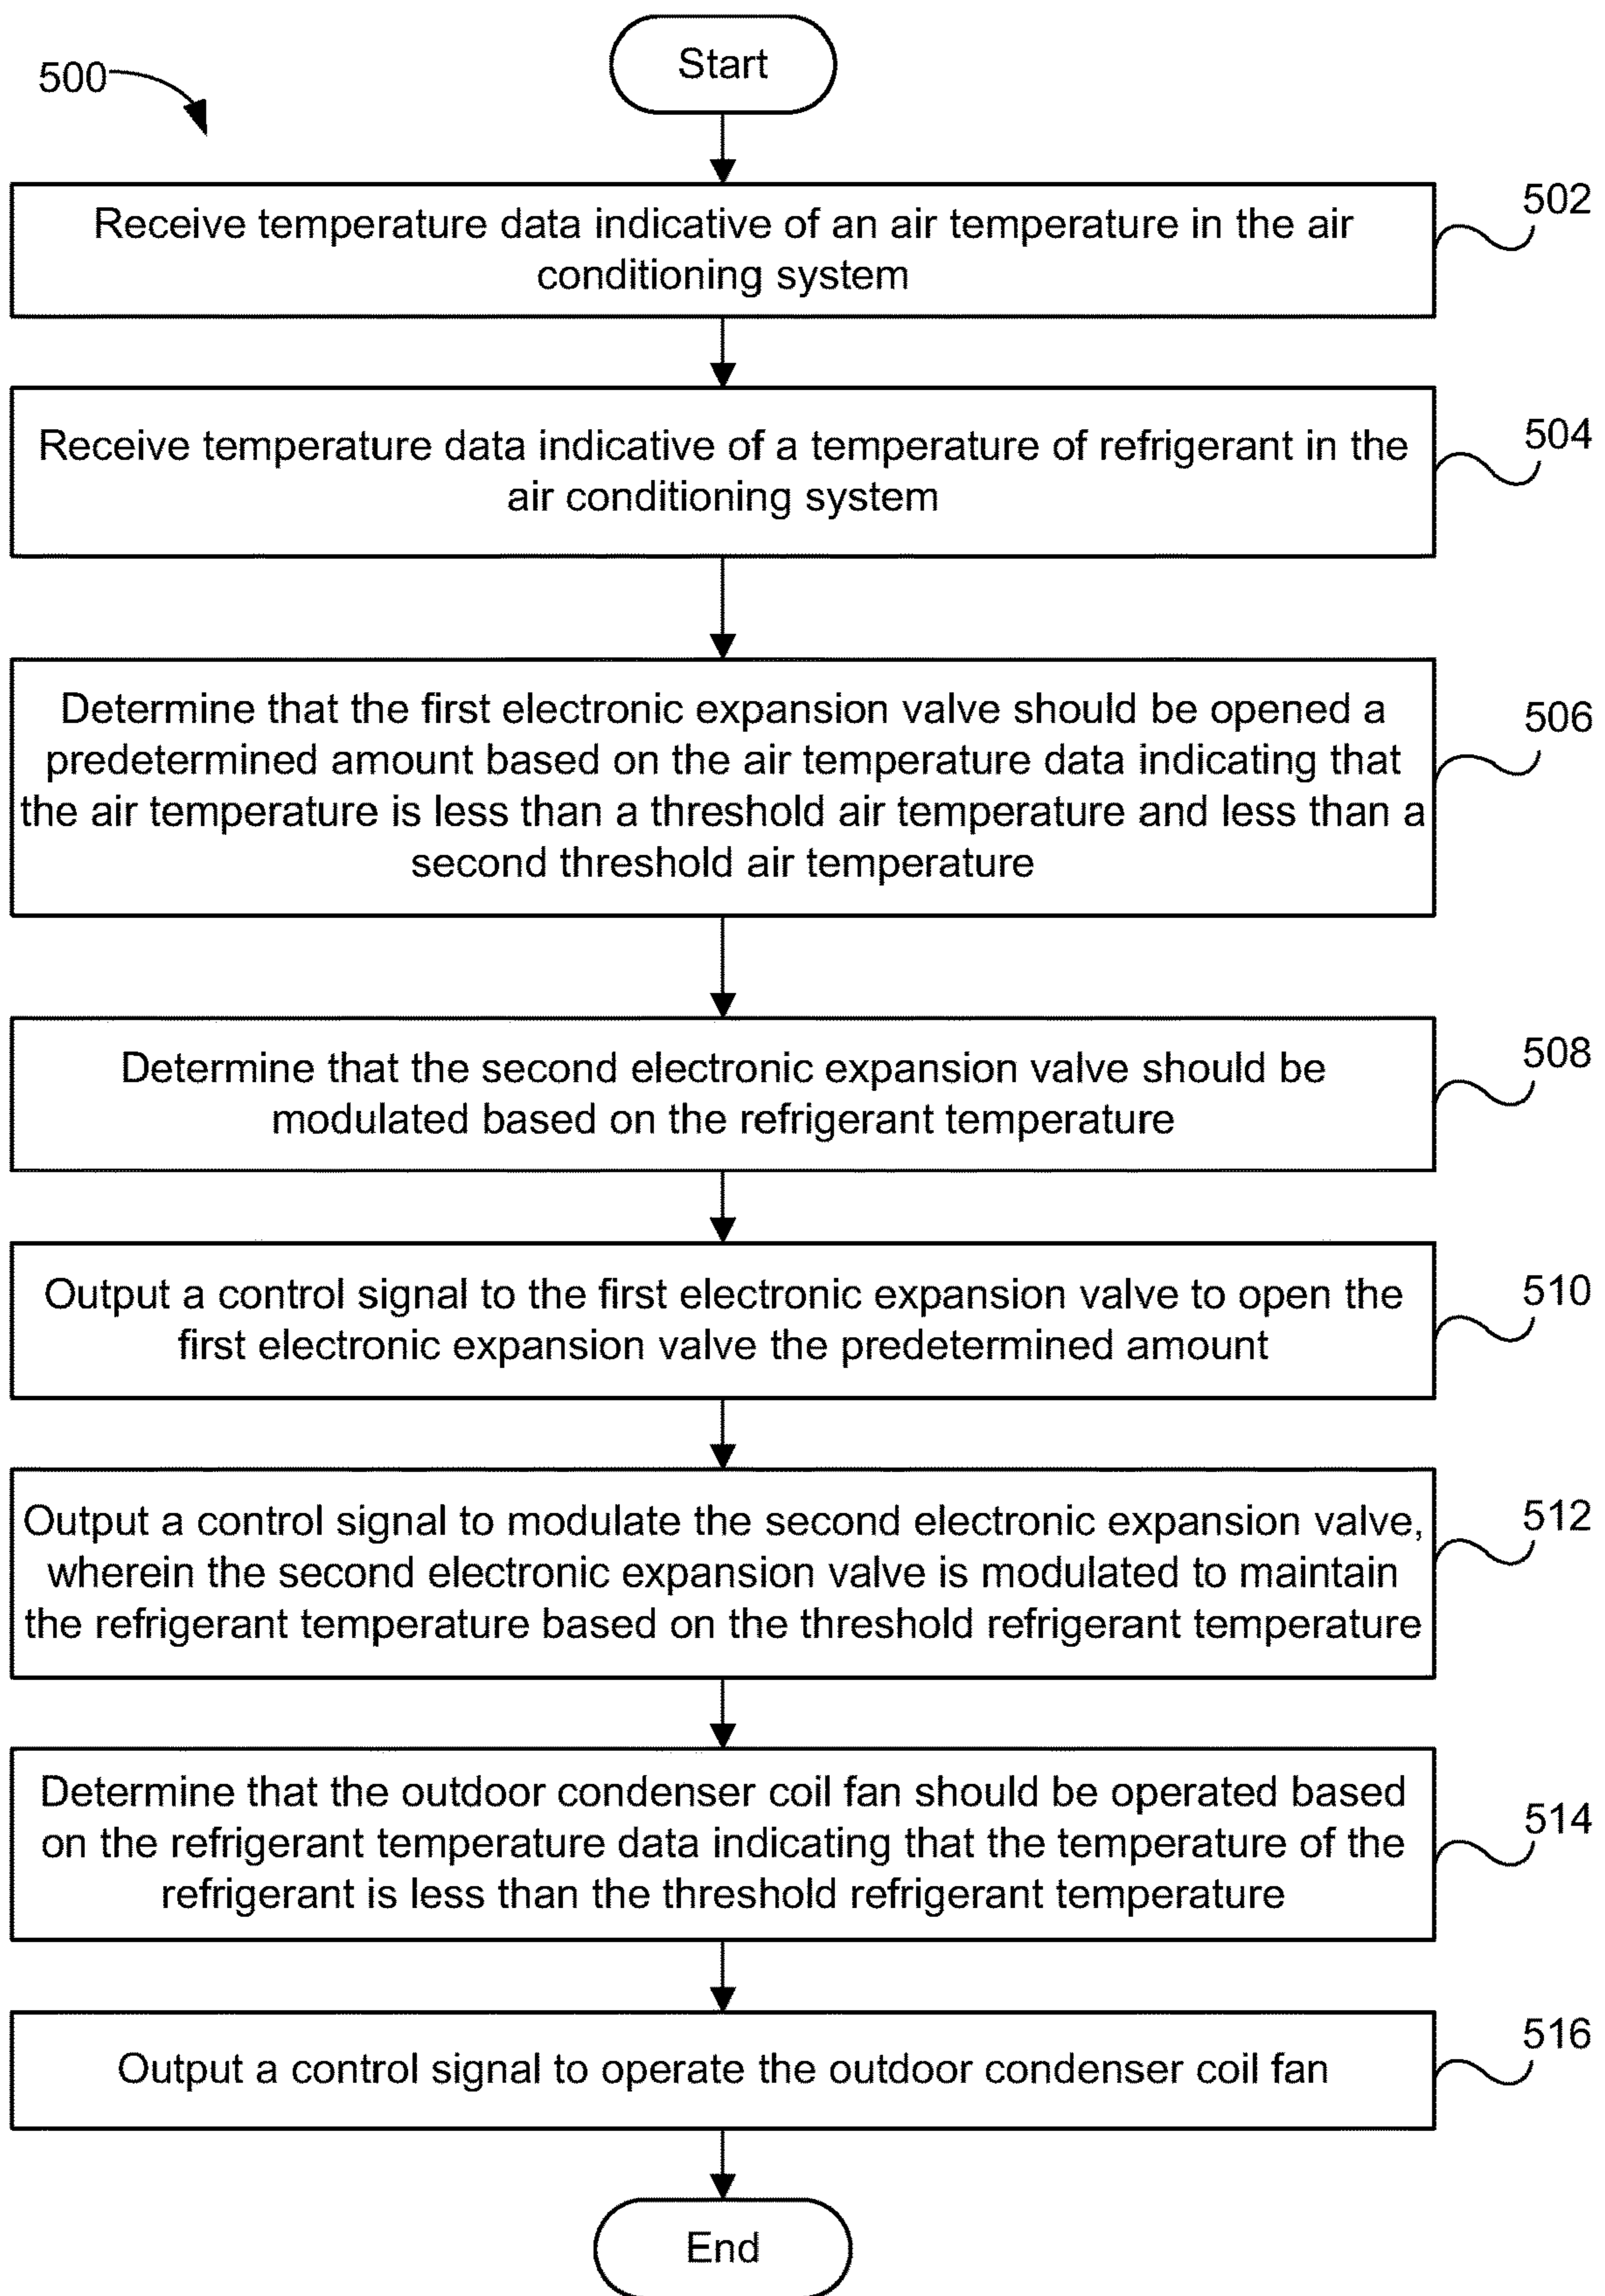 Start
500
Receive temperature data indicative of an air temperature in the air
conditioning system
502
Receive temperature data indicative of a temperature of refrigerant in the
air conditioning system
504
Determine that the first electronic expansion valve should be opened a
predetermined amount based on the air temperature data indicating that
the air temperature is less than a threshold air temperature and less than a
second threshold air temperature
506
Determine that the second electronic expansion valve should be
modulated based on the refrigerant temperature
508
Output a control signal to the first electronic expansion valve to open the
first electronic expansion valve the predetermined amount
510
Output a control signal to modulate the second electronic expansion valve,
wherein the second electronic expansion valve is modulated to maintain
the refrigerant temperature based on the threshold refrigerant temperature
512
Determine that the outdoor condenser coil fan should be operated based
on the refrigerant temperature data indicating that the temperature of the
refrigerant is less than the threshold refrigerant temperature
514
Output a control signal to operate the outdoor condenser coil fan
516
End